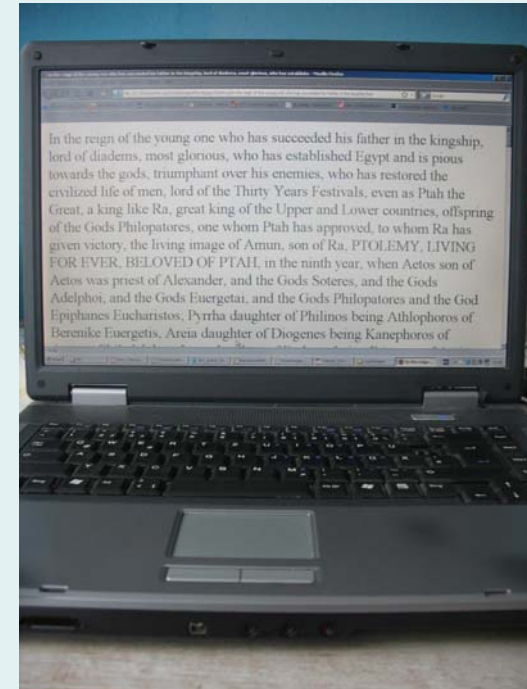 In the reign of the young one who has succeeded his father in the kingship,
lord of diadems, most glorious, who has established Egypt and is pious
towards the gods, triumphant over his enemies, who has restored the
civilized life of men, lord of the Thirty Years Festivals, even as Ptah the
Great, a king like Ra, great king of the Upper and Lower countries, offspring
of the Gods Philopatores, one whom Ptah has approved, to whom Ra has
given victory, the living image of Amun, son of Ra, PTOLEMY, LIVING
FOR EVER, BELOVED OF PTAH, in the ninth year, when Aetos son of
Aetos was priest of Alexander, and the Gods Soteres, and the Gods
Adelphoi, and the Gods Euergetai, and the Gods Philopatores and the God
Epiphanes Eucharistos; Pyrrha daughter of Philinos being Athlophoros of
Berenike Euergetis, Areia daughter of Diogenes being Kanephoros of